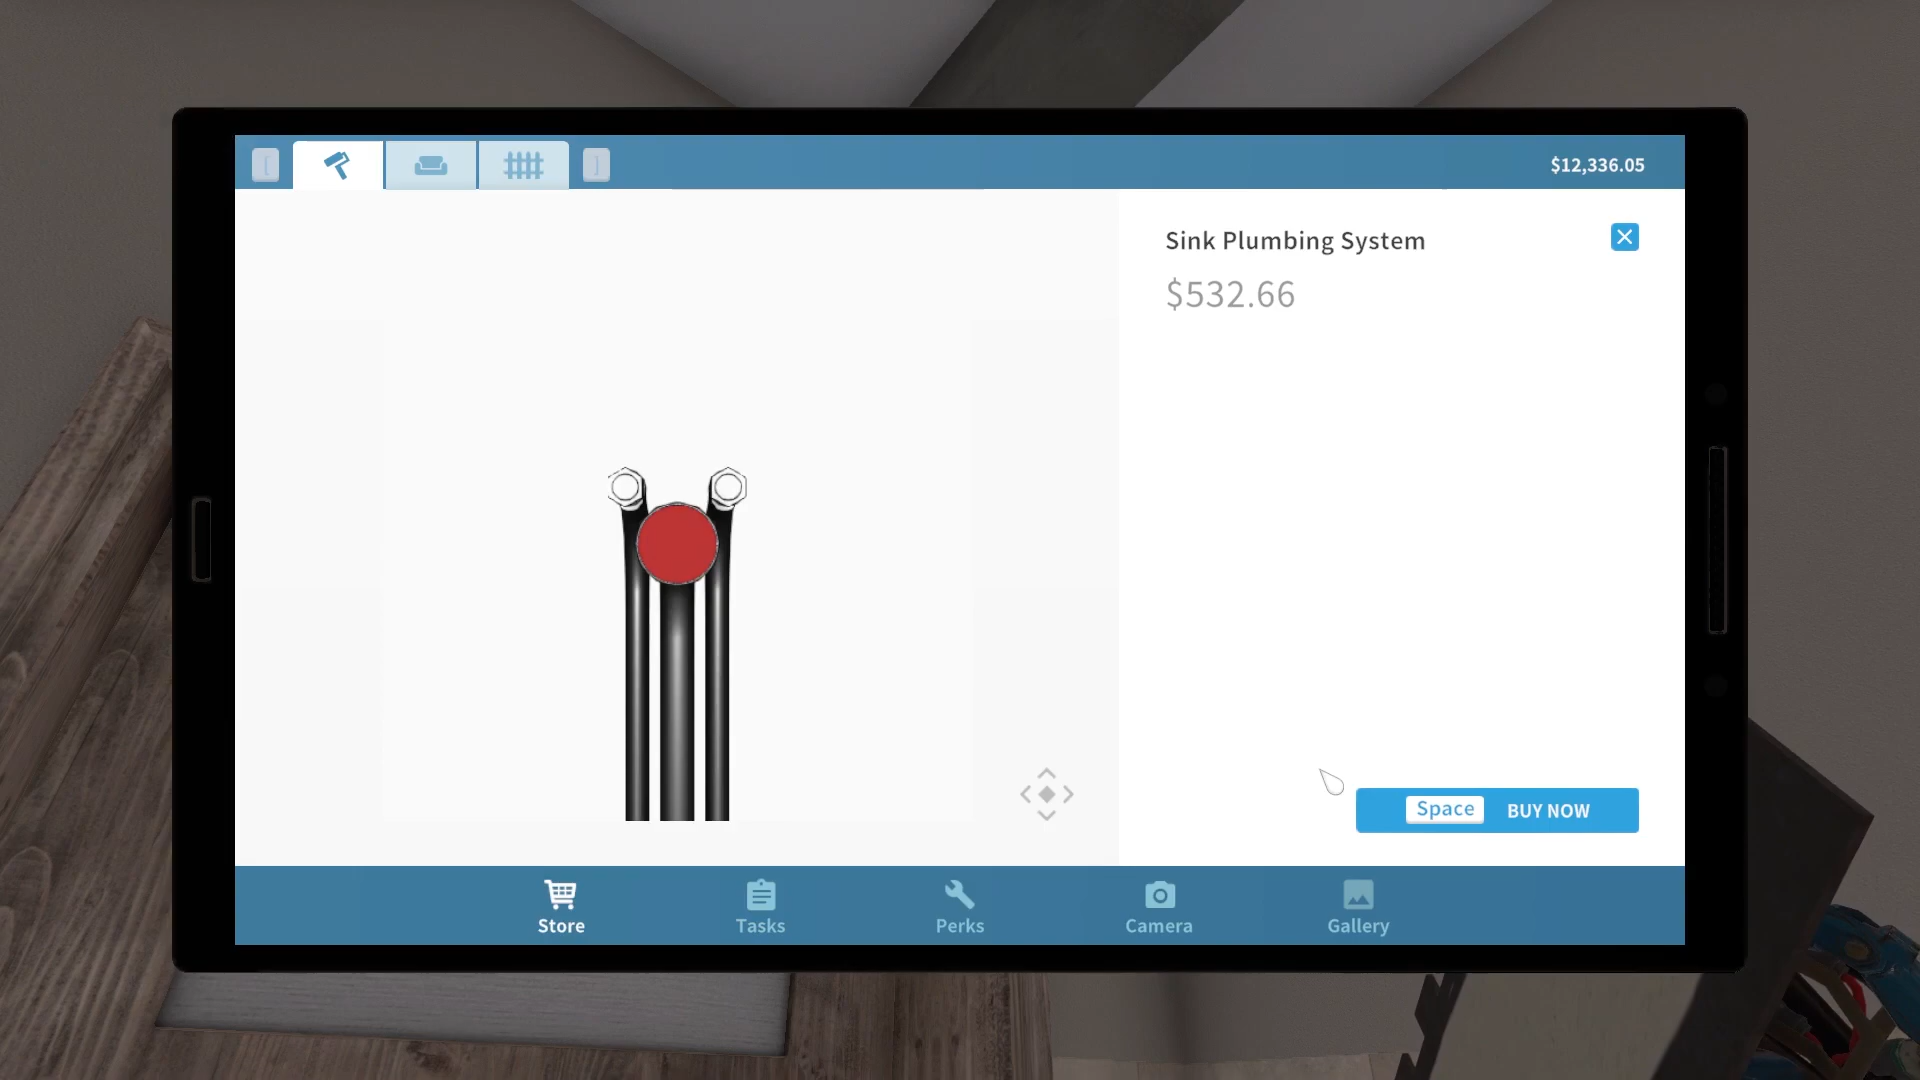 [
]
$12,336.05
Sink Plumbing System
$532.66
Space BUY NOW
Store Tasks Perks Camera Gallery